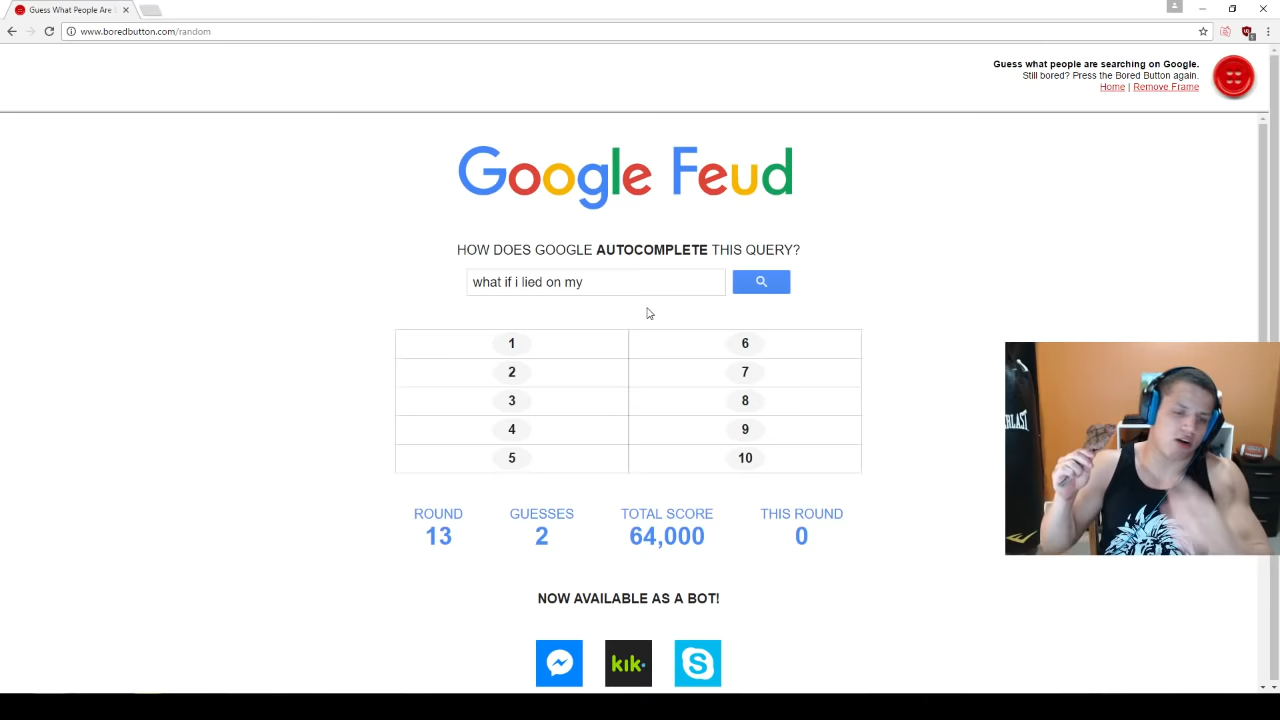 Guess What People Are
www.boredbutton.com/random
Guess what people are searching on Google.
Still bored? Press the Bored Button again.
Home | Remove Frame
Google Feud
HOW DOES GOOGLE AUTOCOMPLETE THIS QUERY?
what if i lied on my
1 6
2 7
3 8
4 9
5 10
ROUND GUESSES TOTAL SCORE THIS ROUND
13 2 64,000 0
NOW AVAILABLE AS A BOT!
kik
EVERLAST